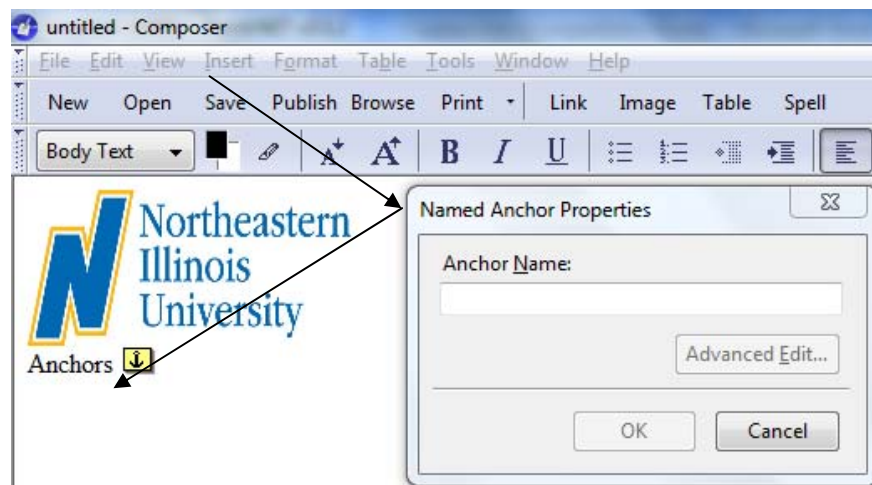 untitled - Composer
File Edit View Insert Format Table Tools Window Help
New Open Save Publish Browse Print Link Image Table Spell
Body Text A A B I U
Northeastern
Illinois
University
Anchors
Named Anchor Properties
Anchor Name:
Advanced Edit...
OK Cancel